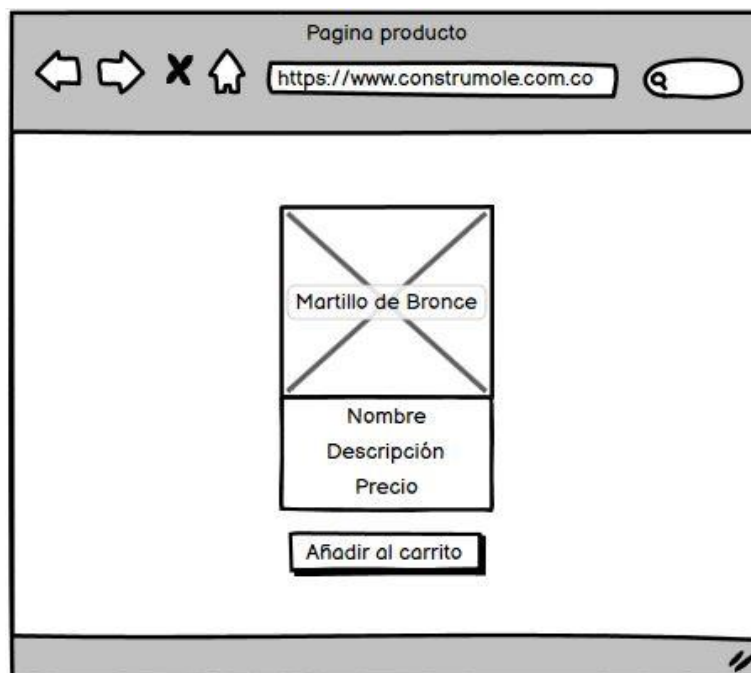 Pagina producto
https://www.construmole.com.co
Martillo de Bronce
Nombre
Descripción
Precio
Añadir al carrito